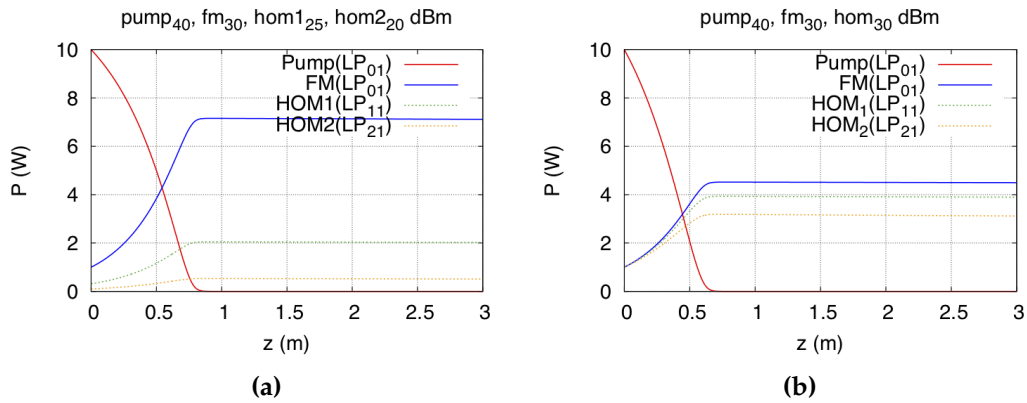 pump₄₀, fm₃₀, hom1₂₅, hom2₂₀ dBm
P (W)
10
8
6
4
2
0
Pump(LP₀₁)
FM(LP₀₁)
HOM1(LP₁₁)
HOM2(LP₂₁)
0 0.5 1 1.5 2 2.5 3
z (m)
(a)
pump₄₀, fm₃₀, hom₃₀ dBm
P (W)
10
8
6
4
2
0
Pump(LP₀₁)
FM(LP₀₁)
HOM₁(LP₁₁)
HOM₂(LP₂₁)
0 0.5 1 1.5 2 2.5 3
z (m)
(b)